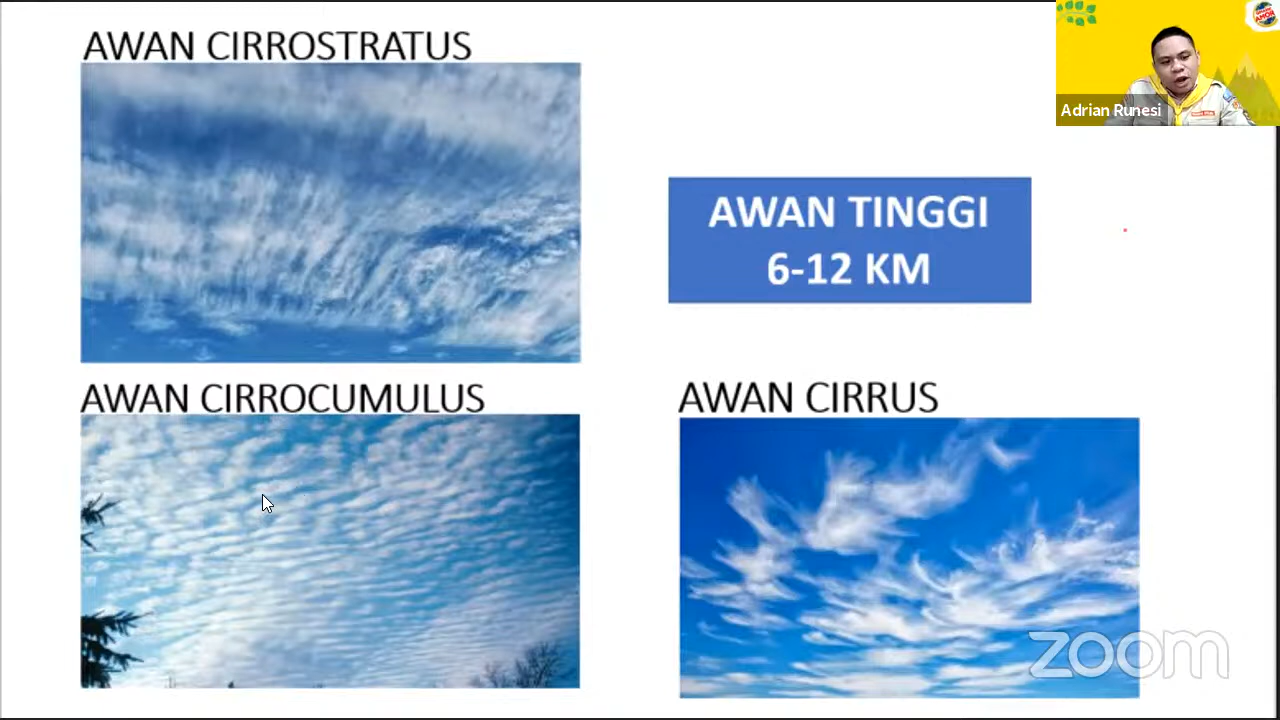 AWAN CIRROSTRATUS
Adrian Runesi
AWAN TINGGI
6-12 KM
AWAN CIRROCUMULUS
AWAN CIRRUS
zoom